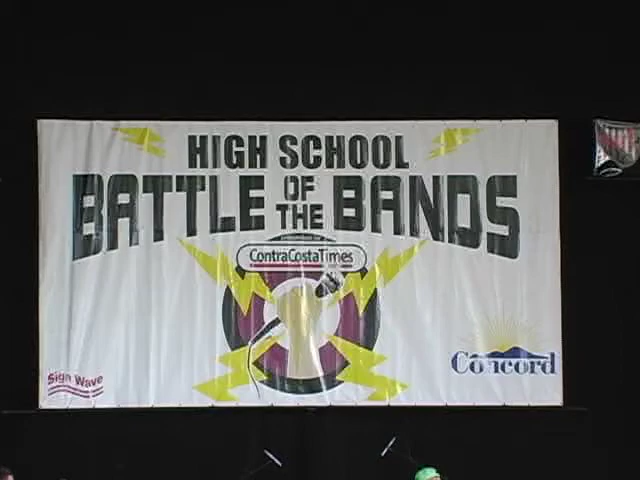 HIGH SCHOOL
BATTLE OF THE BANDS
ContraCostaTimes
Sign Wave
Concord